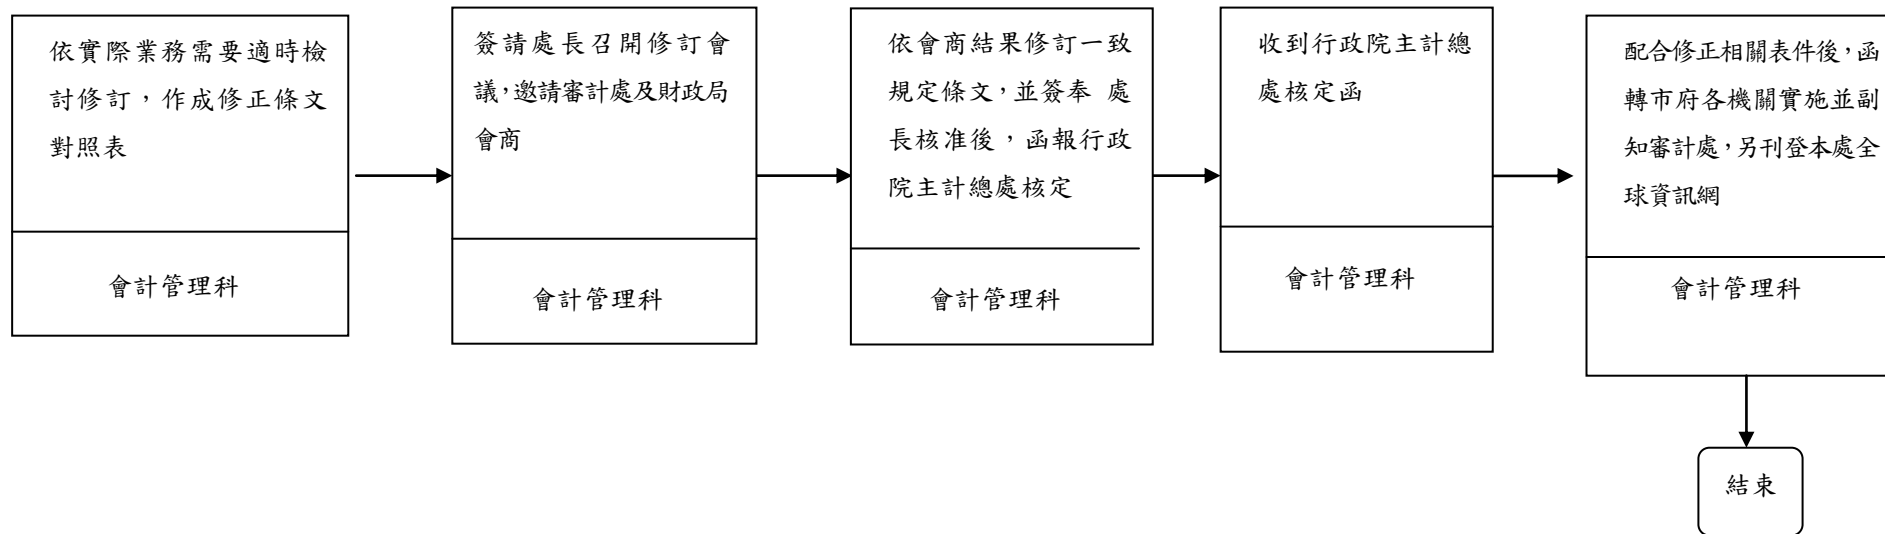 依實際業務需要適時檢
討修訂，作成修正條文
對照表
會計管理科
簽請處長召開修訂會
議，邀請審計處及財政局
會商
會計管理科
依會商結果修訂一致
規定條文，並簽奉 處
長核准後，函報行政
院主計總處核定
會計管理科
收到行政院主計總
處核定函
會計管理科
配合修正相關表件後，函
轉市府各機關實施並副
知審計處，另刊登本處全
球資訊網
會計管理科
結束